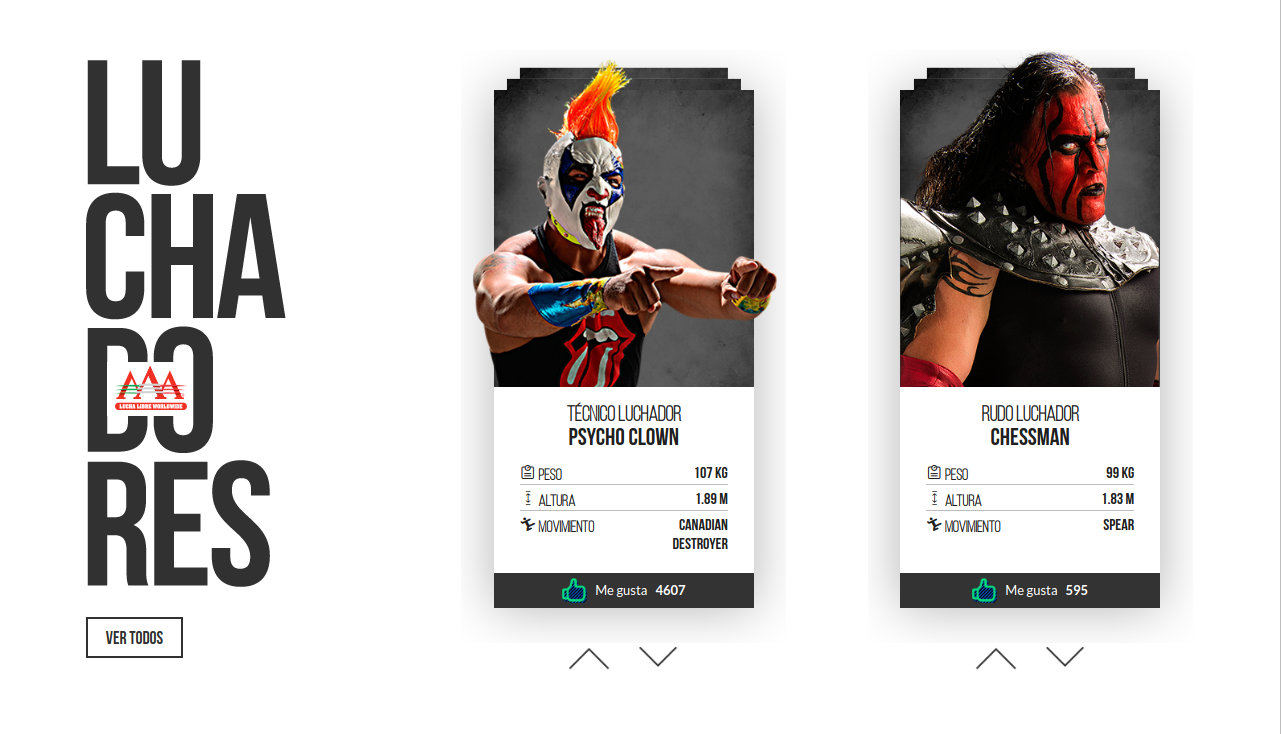 LU
CHA
DO
RES
AAA
LUCHA LIBRE WORLDWIDE
VER TODOS
TÉCNICO LUCHADOR
PSYCHO CLOWN
PESO 107 KG
ALTURA 1.89 M
MOVIMIENTO CANADIAN
DESTROYER
Me gusta 4607
RUDO LUCHADOR
CHESSMAN
PESO 99 KG
ALTURA 1.83 M
MOVIMIENTO SPEAR
Me gusta 595